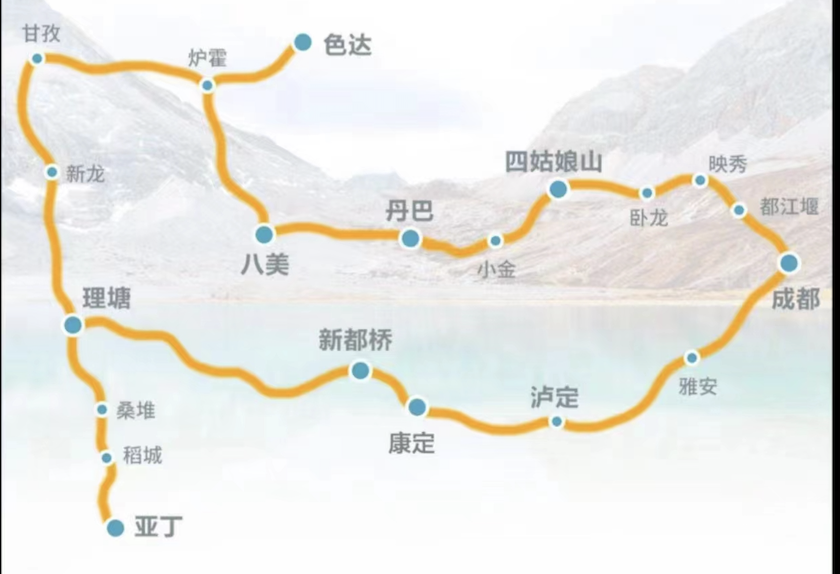 甘孜
炉霍
色达
四姑娘山
映秀
新龙
卧龙
都江堰
丹巴
八美
小金
成都
理塘
新都桥
雅安
泸定
桑堆
康定
稻城
亚丁